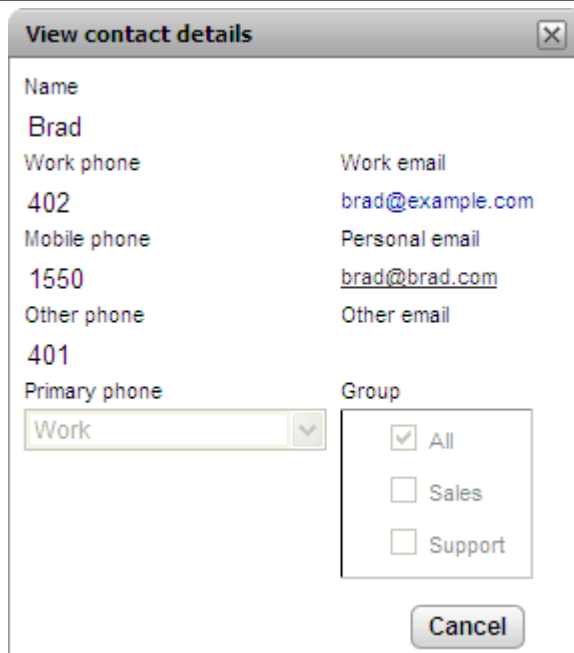 View contact details
Name
Brad
Work phone Work email
402 brad@example.com
Mobile phone Personal email
1550 brad@brad.com
Other phone Other email
401
Primary phone Group
Work All
Sales
Support
Cancel